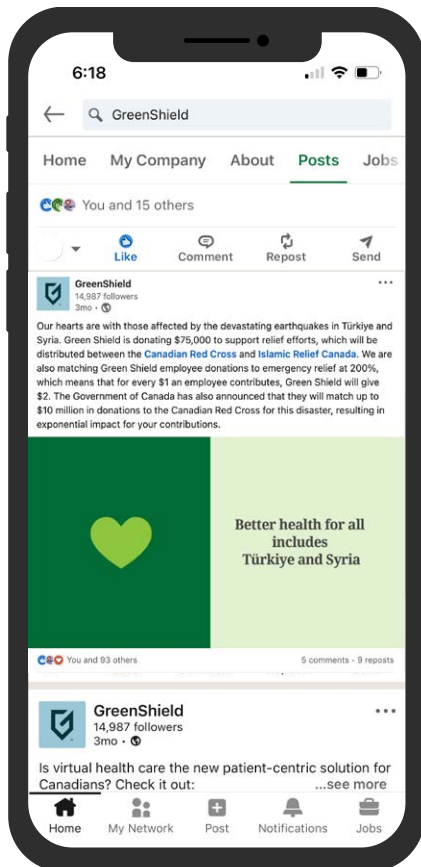 6:18
GreenShield
Home My Company About Posts Jobs
You and 15 others
Like Comment Repost Send
GreenShield
14,987 followers
3mo •
Our hearts are with those affected by the devastating earthquakes in Türkiye and
Syria. Green Shield is donating $75,000 to support relief efforts, which will be
distributed between the Canadian Red Cross and Islamic Relief Canada. We are
also matching Green Shield employee donations to emergency relief at 200%,
which means that for every $1 an employee contributes, Green Shield will give
$2. The Government of Canada has also announced that they will match up to
$10 million in donations to the Canadian Red Cross for this disaster, resulting in
exponential impact for your contributions.
Better health for all
includes
Türkiye and Syria
You and 93 others 5 comments • 9 reposts
GreenShield
14,987 followers
3mo •
Is virtual health care the new patient-centric solution for
Canadians? Check it out: ...see more
Home My Network Post Notifications Jobs